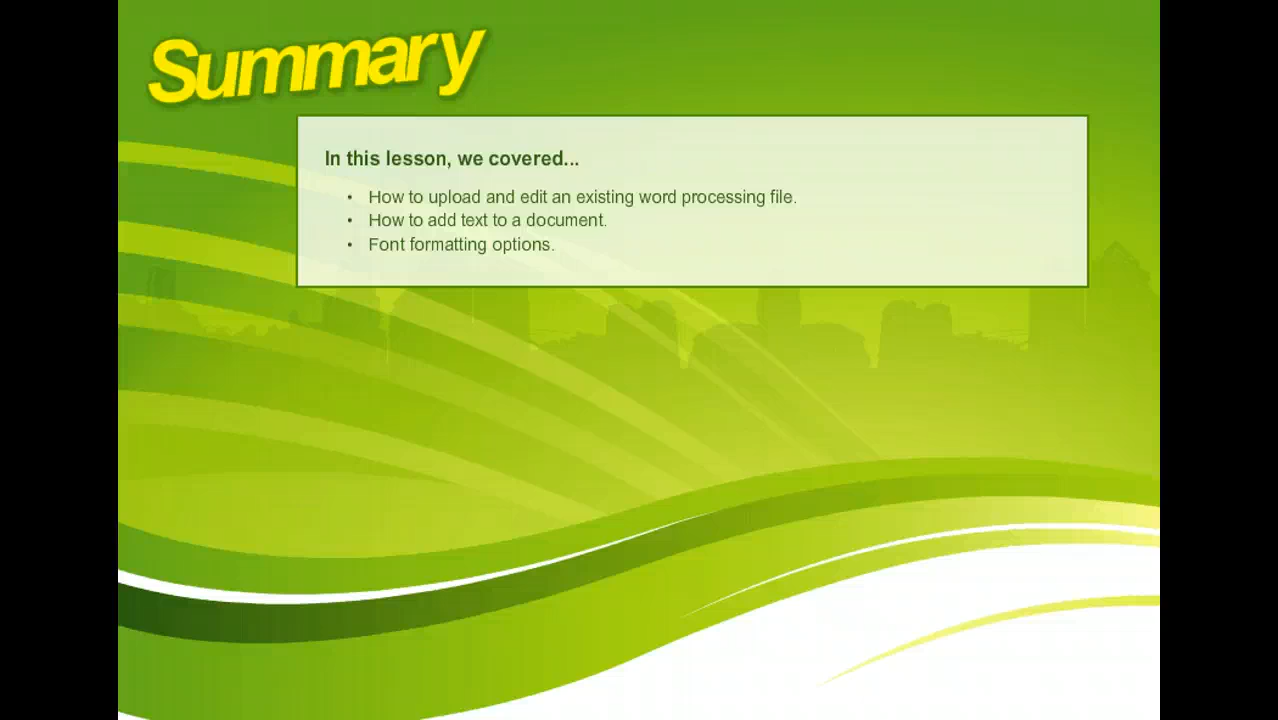 Summary
In this lesson, we covered...
• How to upload and edit an existing word processing file.
• How to add text to a document.
• Font formatting options.